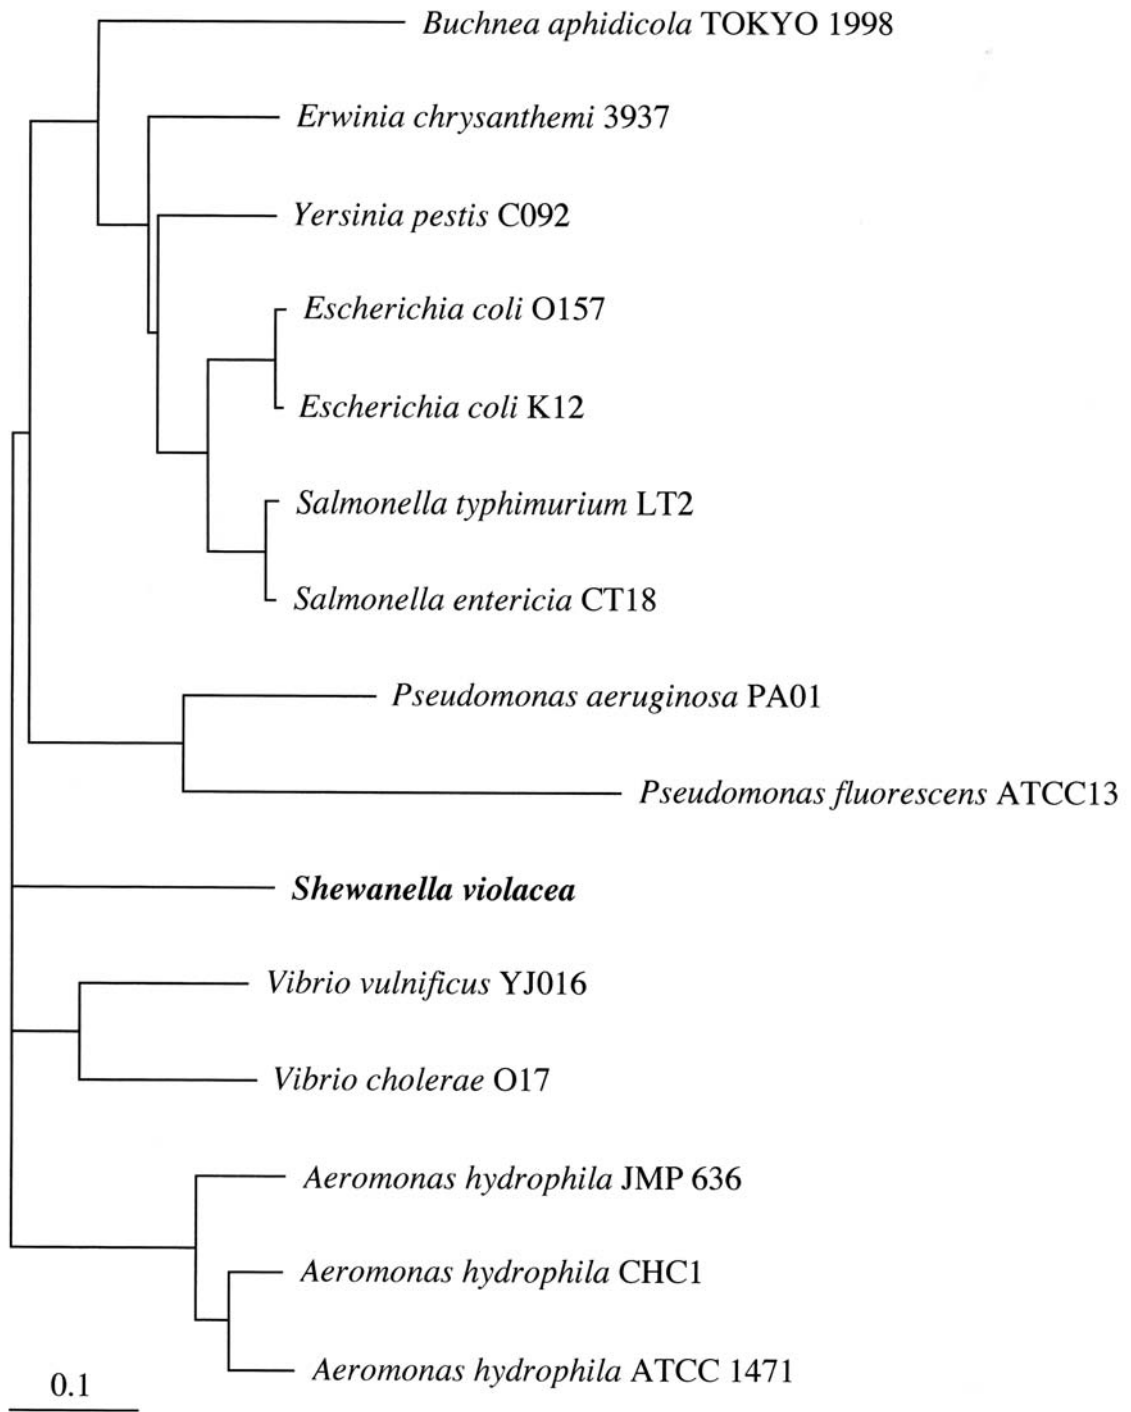 Buchnea aphidicola TOKYO 1998
Erwinia chrysanthemi 3937
Yersinia pestis C092
Escherichia coli O157
Escherichia coli K12
Salmonella typhimurium LT2
Salmonella entericia CT18
Pseudomonas aeruginosa PA01
Pseudomonas fluorescens ATCC13
Shewanella violacea
Vibrio vulnificus YJ016
Vibrio cholerae O17
Aeromonas hydrophila JMP 636
Aeromonas hydrophila CHC1
Aeromonas hydrophila ATCC 1471
0.1